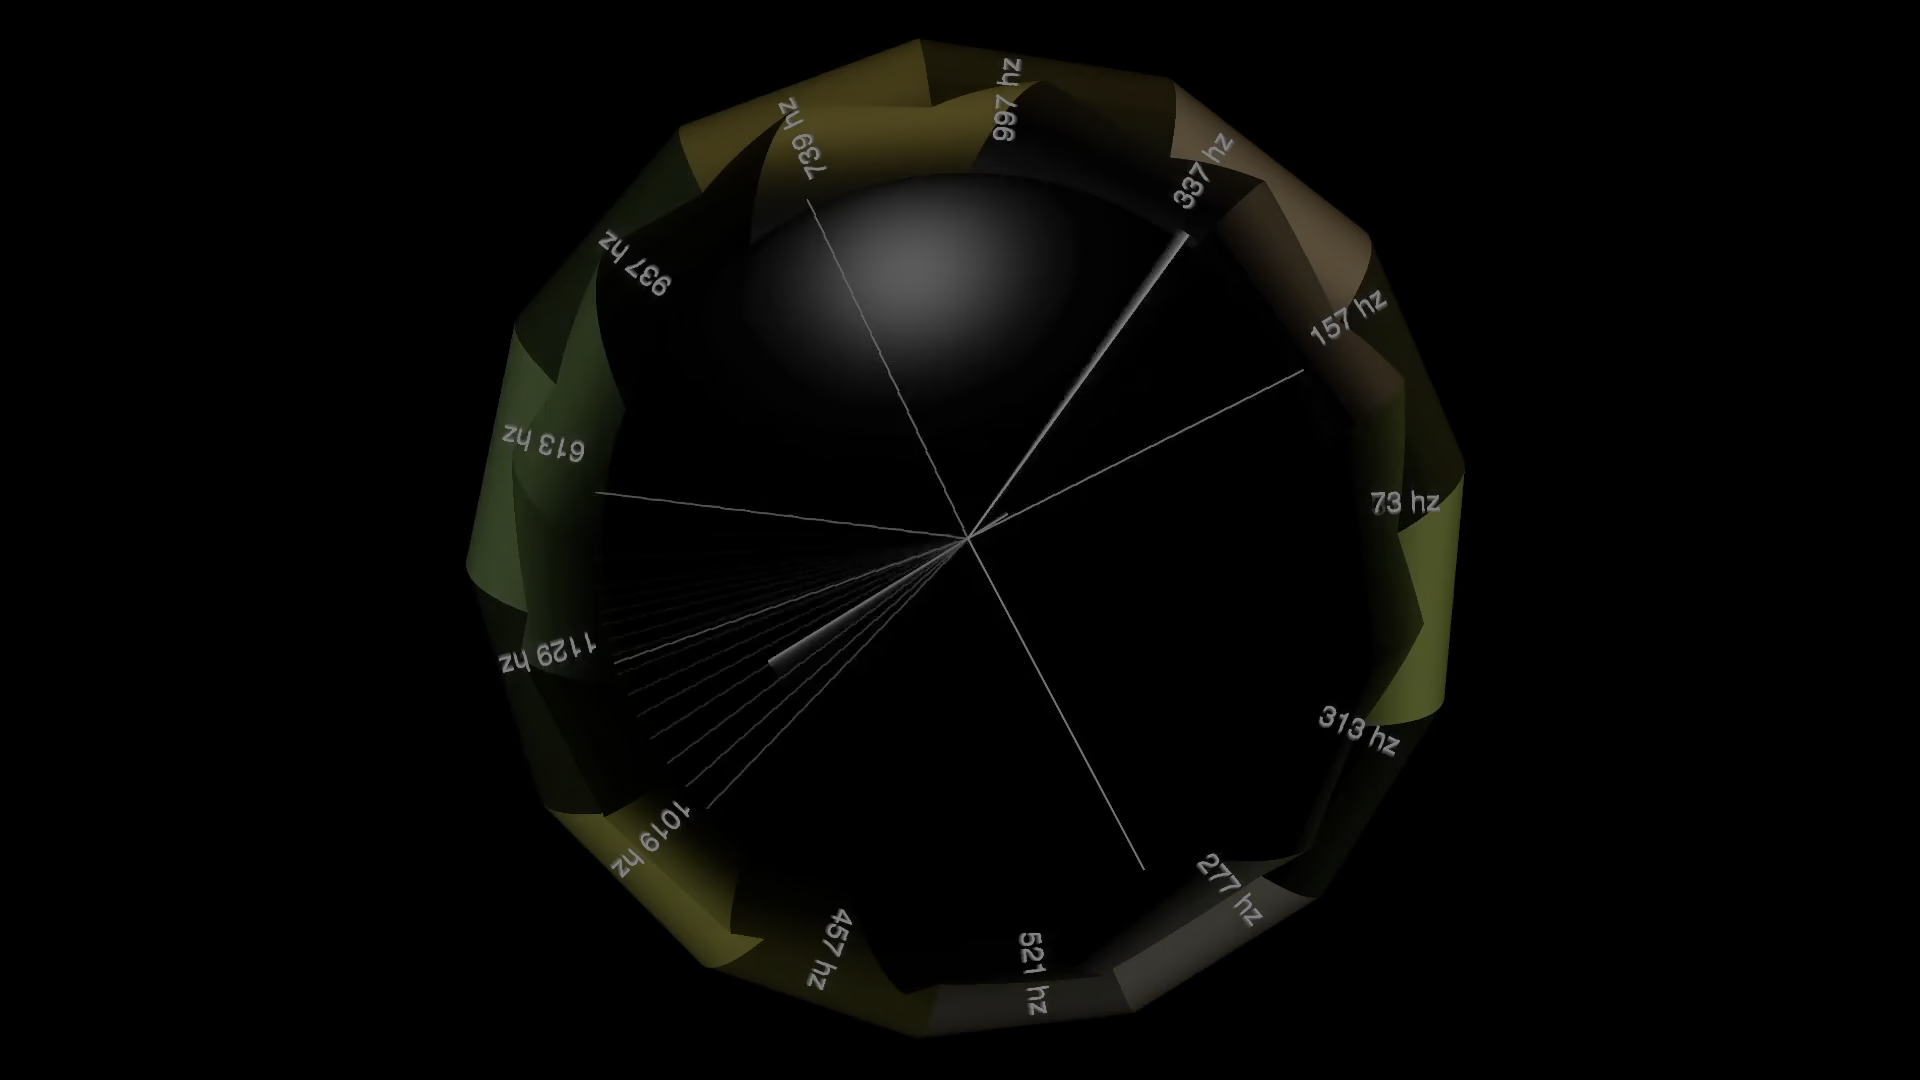 997 hz
337 hz
157 hz
73 hz
313 hz
277 hz
521 hz
457 hz
1019 hz
1129 hz
613 hz
937 hz
739 hz